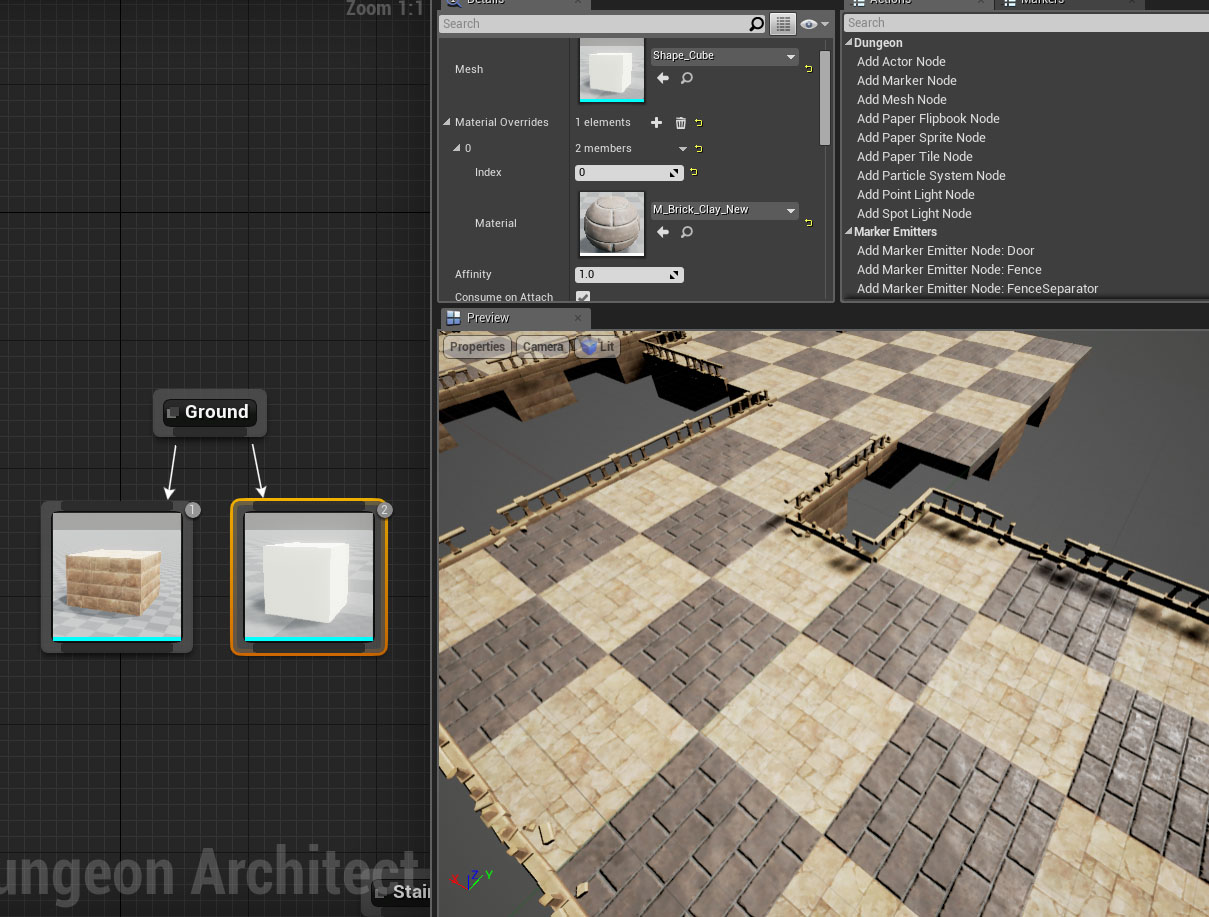 Zoom 1:1
Ground
1
2
ungeon Architect
Stair
Details
Search
Mesh
Shape_Cube
Material Overrides
1 elements
0
2 members
Index
0
Material
M_Brick_Clay_New
Affinity
1.0
Consume on Attach
Actions
Markers
Search
Dungeon
Add Actor Node
Add Marker Node
Add Mesh Node
Add Paper Flipbook Node
Add Paper Sprite Node
Add Paper Tile Node
Add Particle System Node
Add Point Light Node
Add Spot Light Node
Marker Emitters
Add Marker Emitter Node: Door
Add Marker Emitter Node: Fence
Add Marker Emitter Node: FenceSeparator
Preview
Properties
Camera
Lit
X
Z
Y